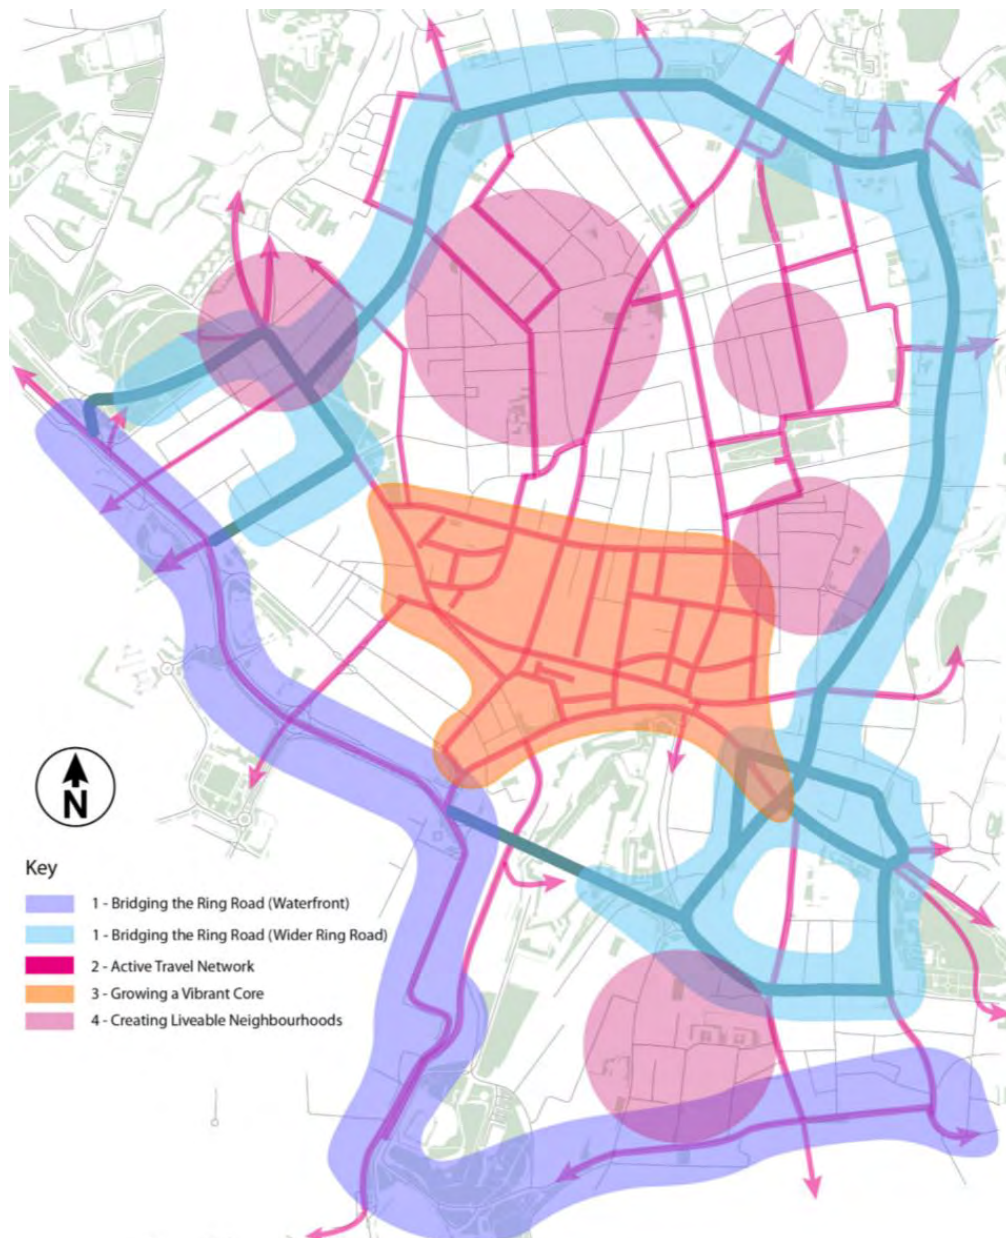 N
Key
1 - Bridging the Ring Road (Waterfront)
1 - Bridging the Ring Road (Wider Ring Road)
2 - Active Travel Network
3 - Growing a Vibrant Core
4 - Creating Liveable Neighbourhoods